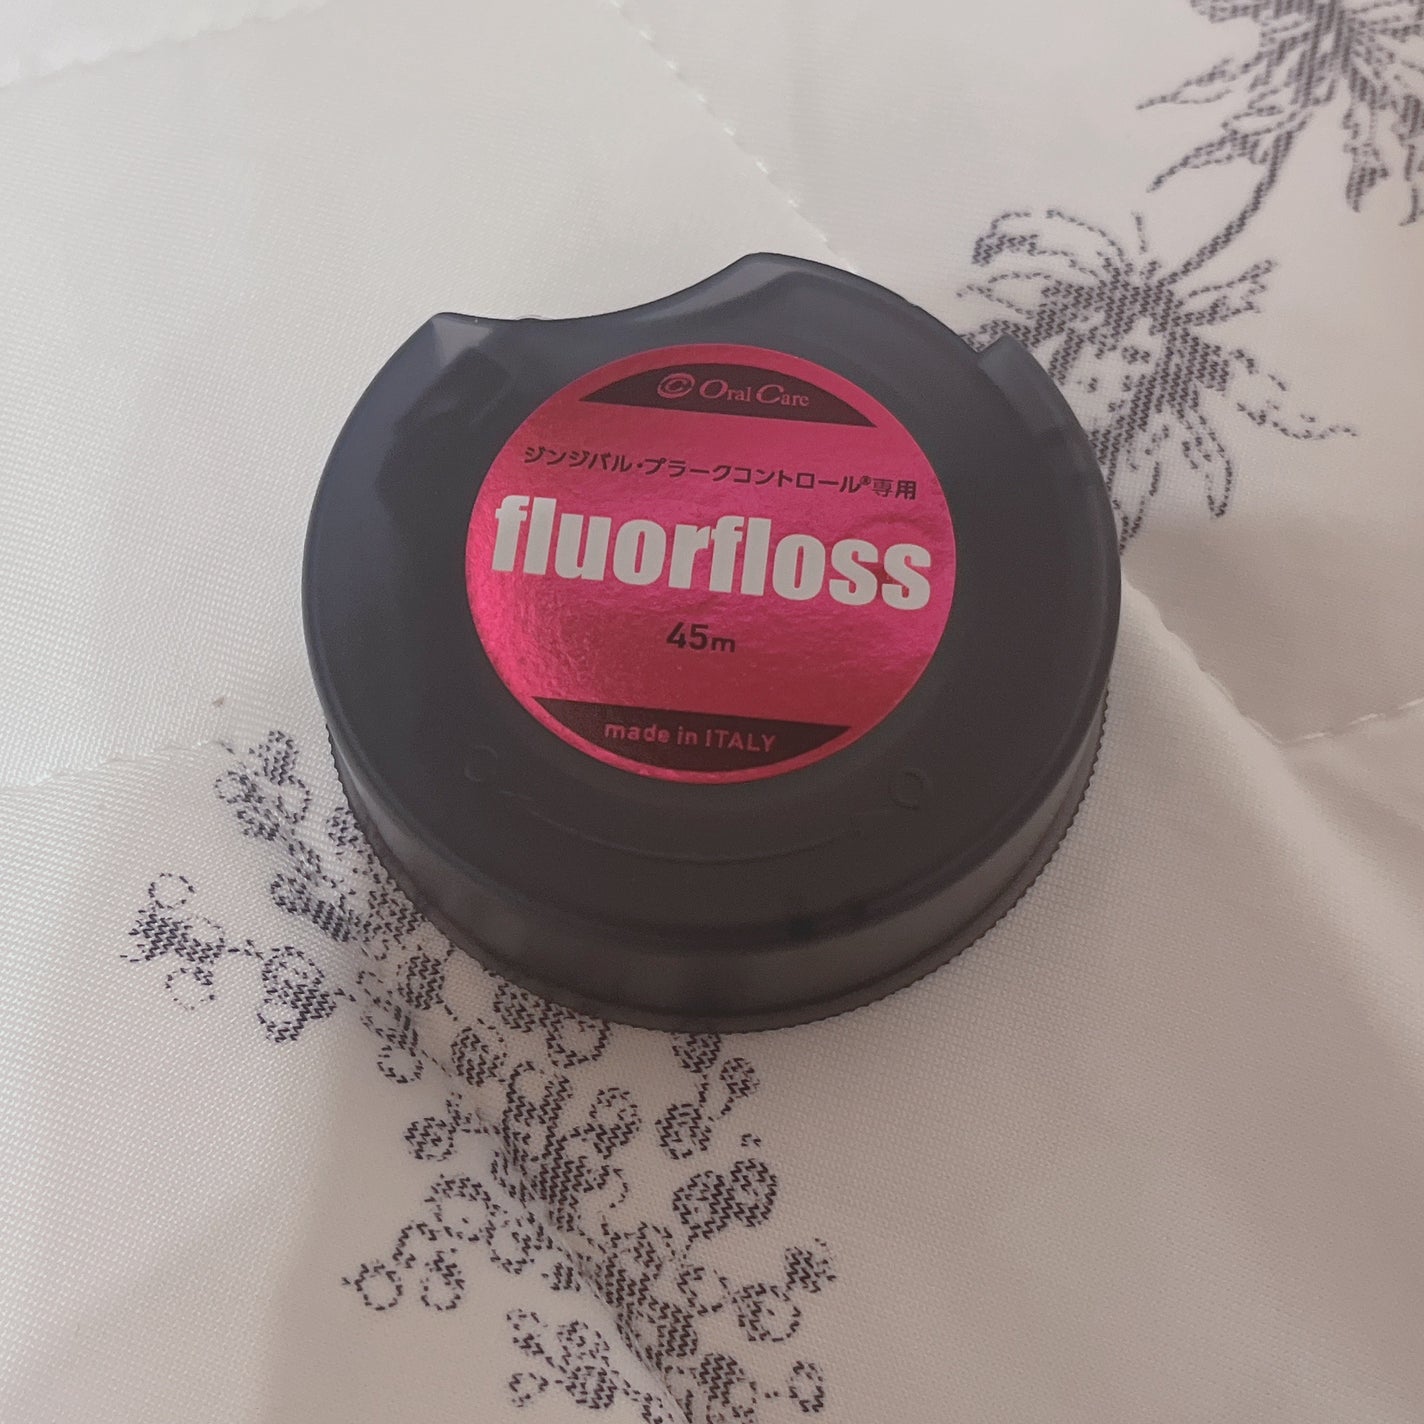 Oral Care
ジンジバル・プラークコントロール®専用
fluorfloss
45m
made in ITALY